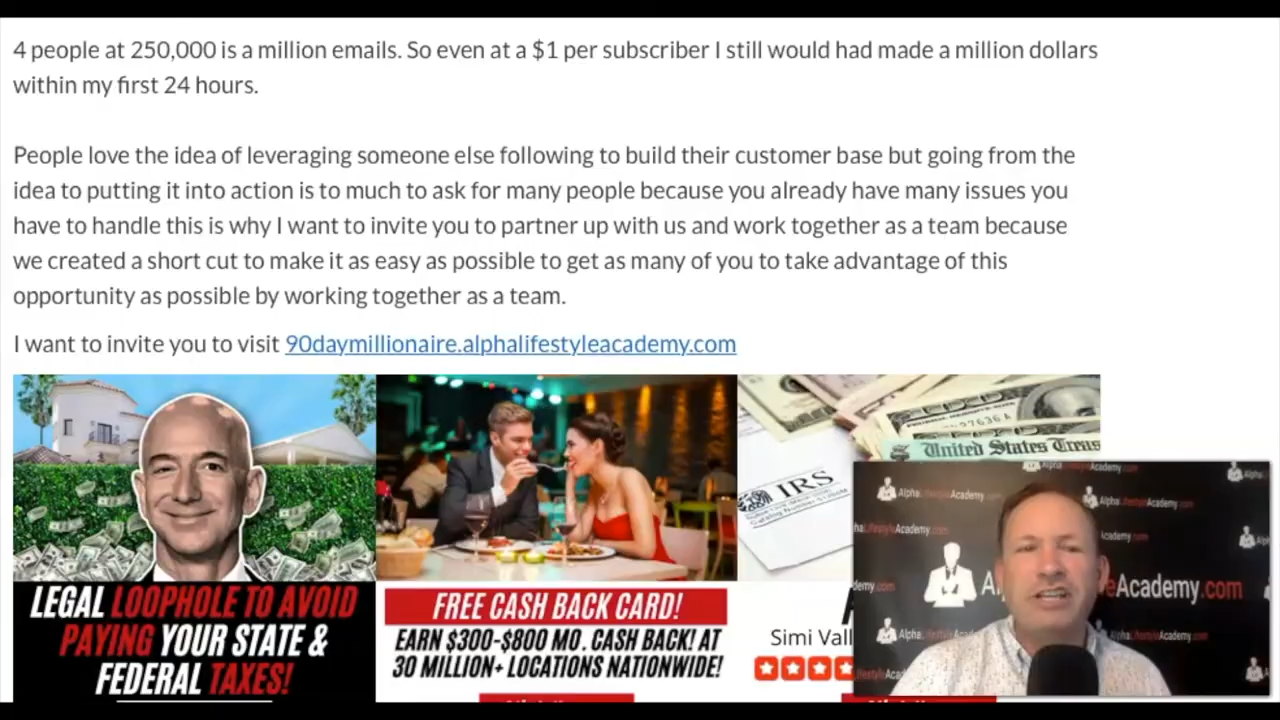 4 people at 250,000 is a million emails. So even at a $1 per subscriber I still would had made a million dollars
within my first 24 hours.
People love the idea of leveraging someone else following to build their customer base but going from the
idea to putting it into action is to much to ask for many people because you already have many issues you
have to handle this is why I want to invite you to partner up with us and work together as a team because
we created a short cut to make it as easy as possible to get as many of you to take advantage of this
opportunity as possible by working together as a team.
I want to invite you to visit 90daymillionaire.alphalifestyleacademy.com
United States Treas
IRS
LEGAL LOOPHOLE TO AVOID
PAYING YOUR STATE &
FEDERAL TAXES!
FREE CASH BACK CARD!
EARN $300-$800 MO. CASH BACK! AT
30 MILLION+ LOCATIONS NATIONWIDE!
Simi Vall
AlphaLifestyleAcademy.com
eAcademy.com